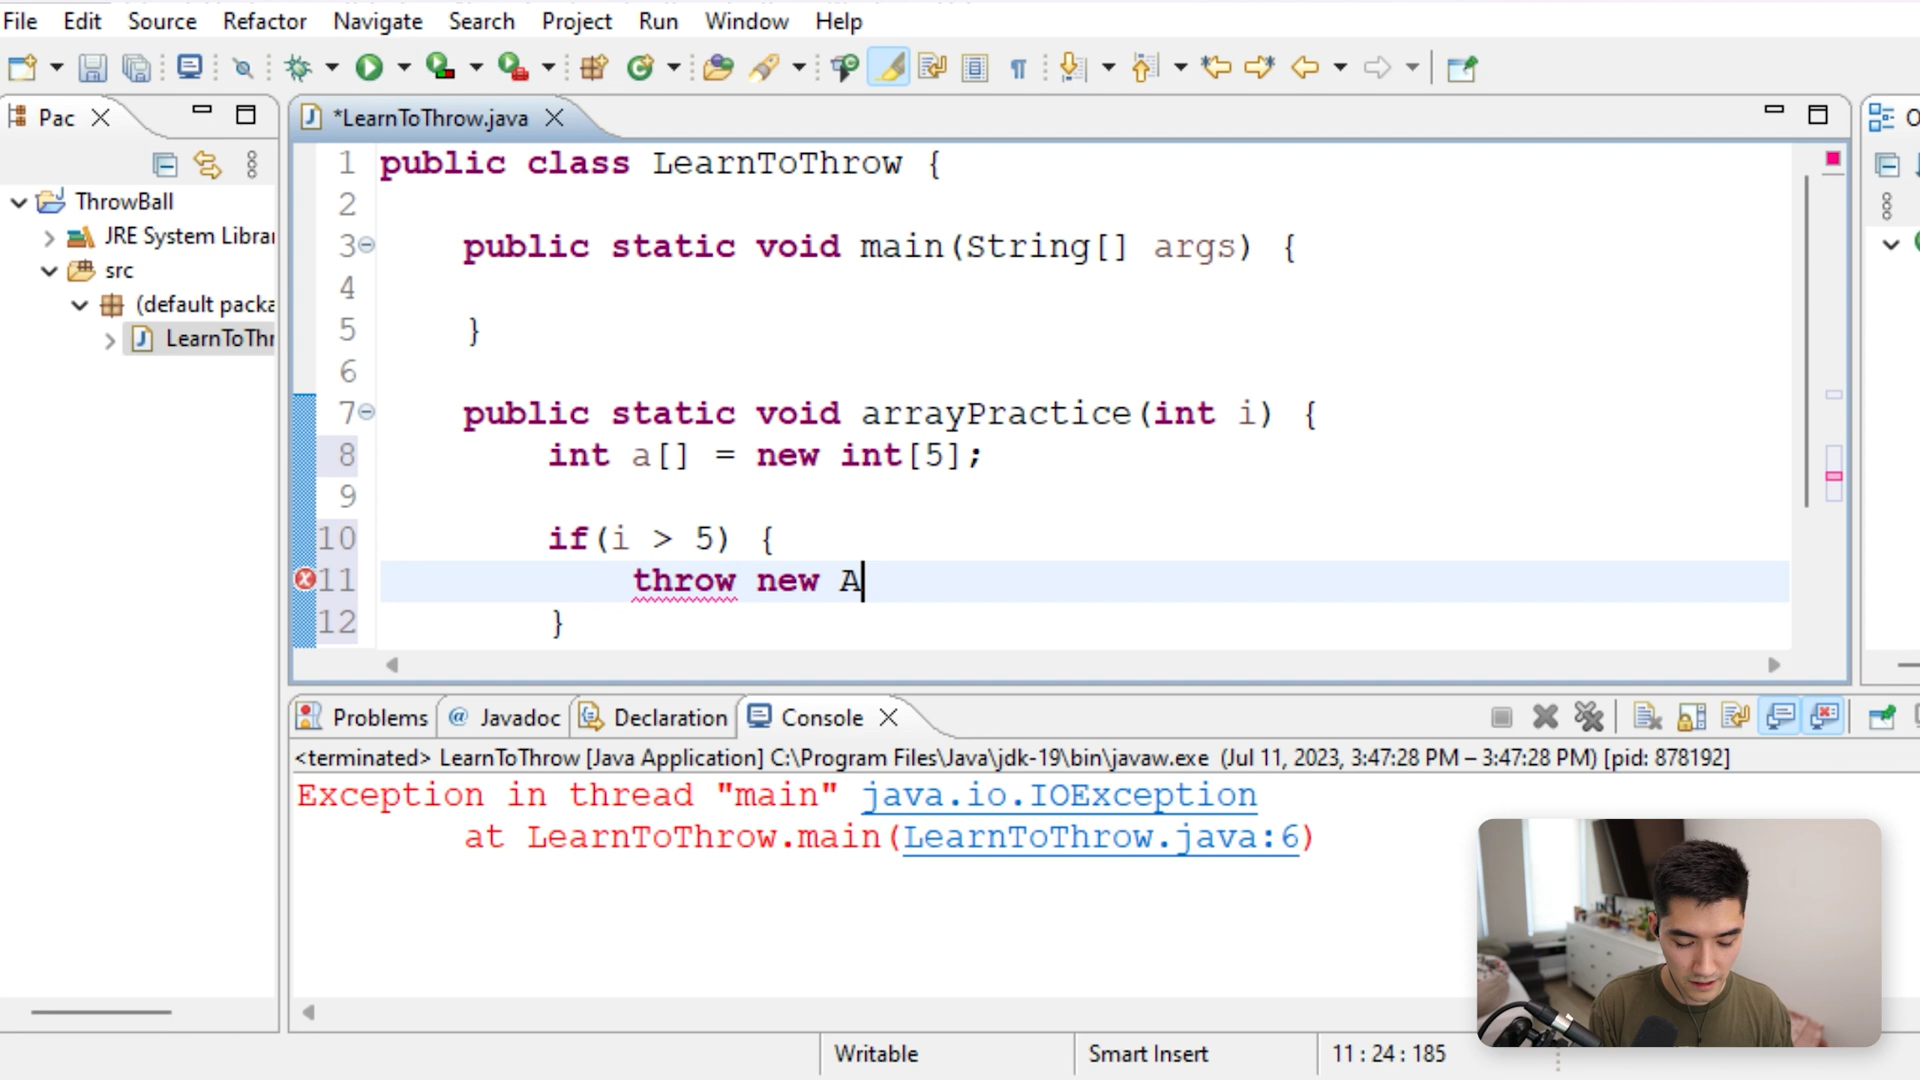 File Edit Source Refactor Navigate Search Project Run Window Help
Pac
*LearnToThrow.java
ThrowBall
JRE System Librar
src
(default packa
LearnToThr
1 public class LearnToThrow {
2
3 public static void main(String[] args) {
4
5 }
6
7 public static void arrayPractice(int i) {
8 int a[] = new int[5];
9
10 if(i > 5) {
11 throw new A
12 }
Problems Javadoc Declaration Console
<terminated> LearnToThrow [Java Application] C:\Program Files\Java\jdk-19\bin\javaw.exe (Jul 11, 2023, 3:47:28 PM – 3:47:28 PM) [pid: 878192]
Exception in thread "main" java.io.IOException
at LearnToThrow.main(LearnToThrow.java:6)
Writable Smart Insert 11 : 24 : 185